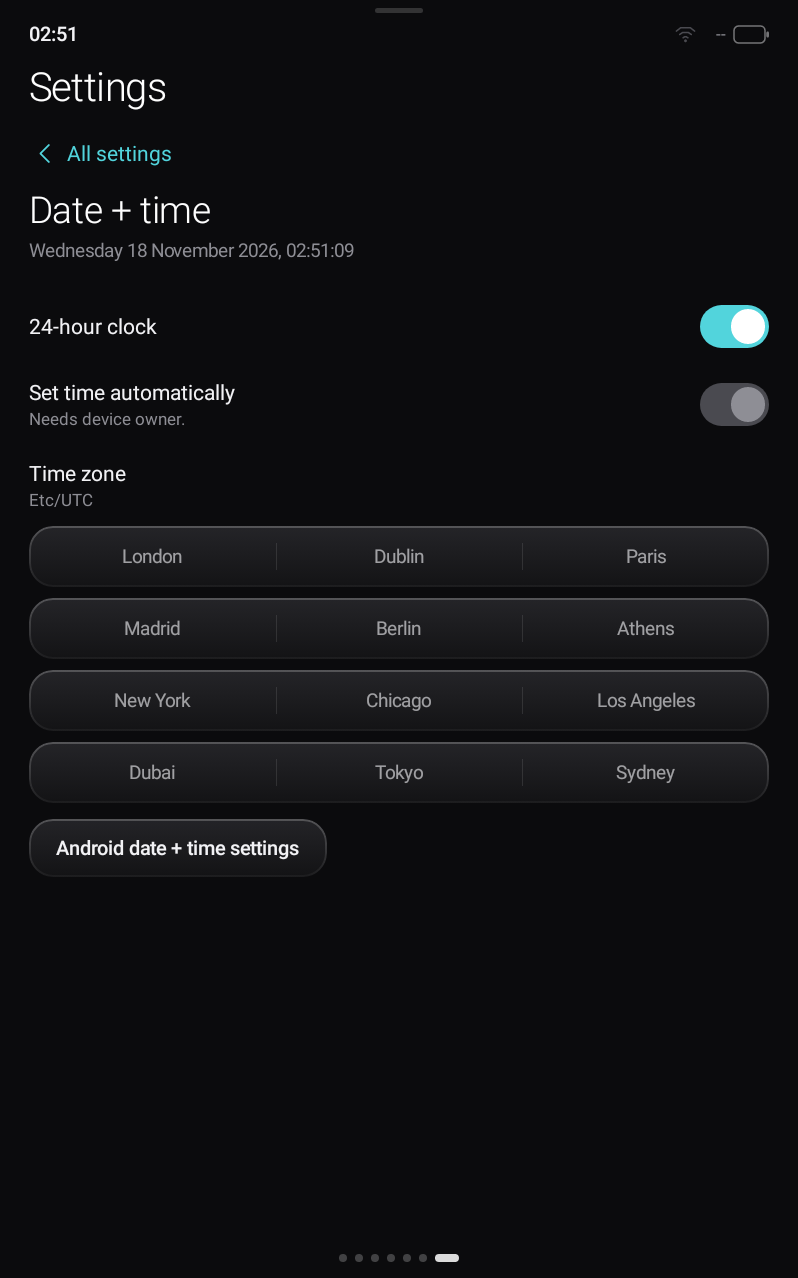 02:51
--
Settings
All settings
Date + time
Wednesday 18 November 2026, 02:51:09
24-hour clock
Set time automatically
Needs device owner.
Time zone
Etc/UTC
London Dublin Paris
Madrid Berlin Athens
New York Chicago Los Angeles
Dubai Tokyo Sydney
Android date + time settings